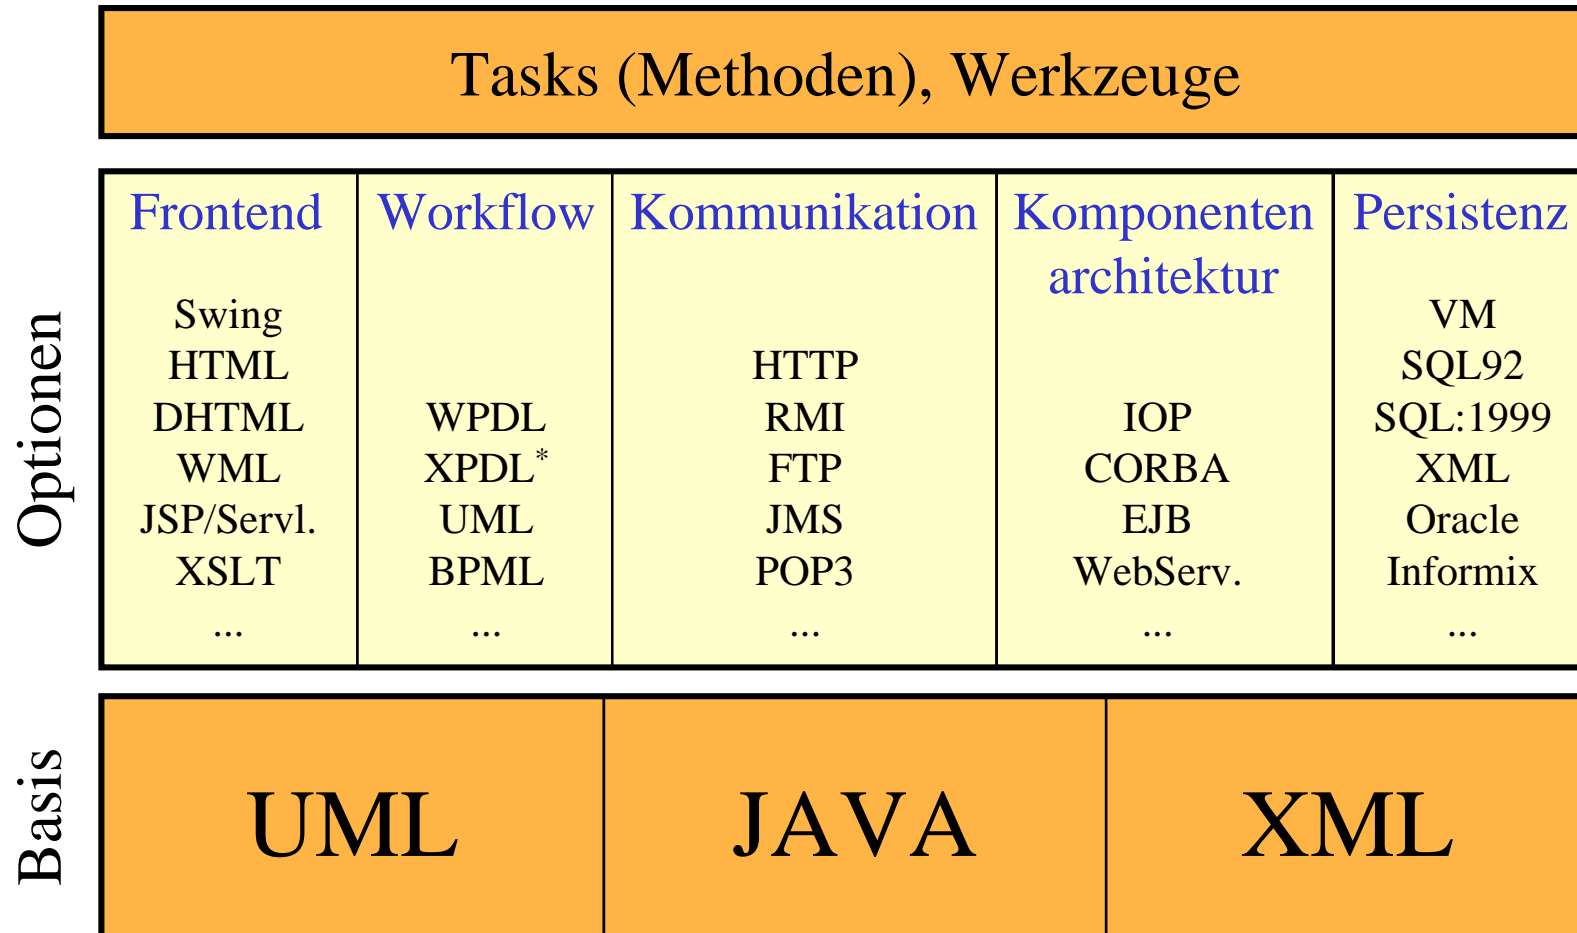 Tasks (Methoden), Werkzeuge
Optionen
Frontend
Swing
HTML
DHTML
WML
JSP/Servl.
XSLT
...
Workflow
WPDL
XPDL*
UML
BPML
...
Kommunikation
HTTP
RMI
FTP
JMS
POP3
...
Komponenten
architektur
IOP
CORBA
EJB
WebServ.
...
Persistenz
VM
SQL92
SQL:1999
XML
Oracle
Informix
...
Basis
UML
JAVA
XML